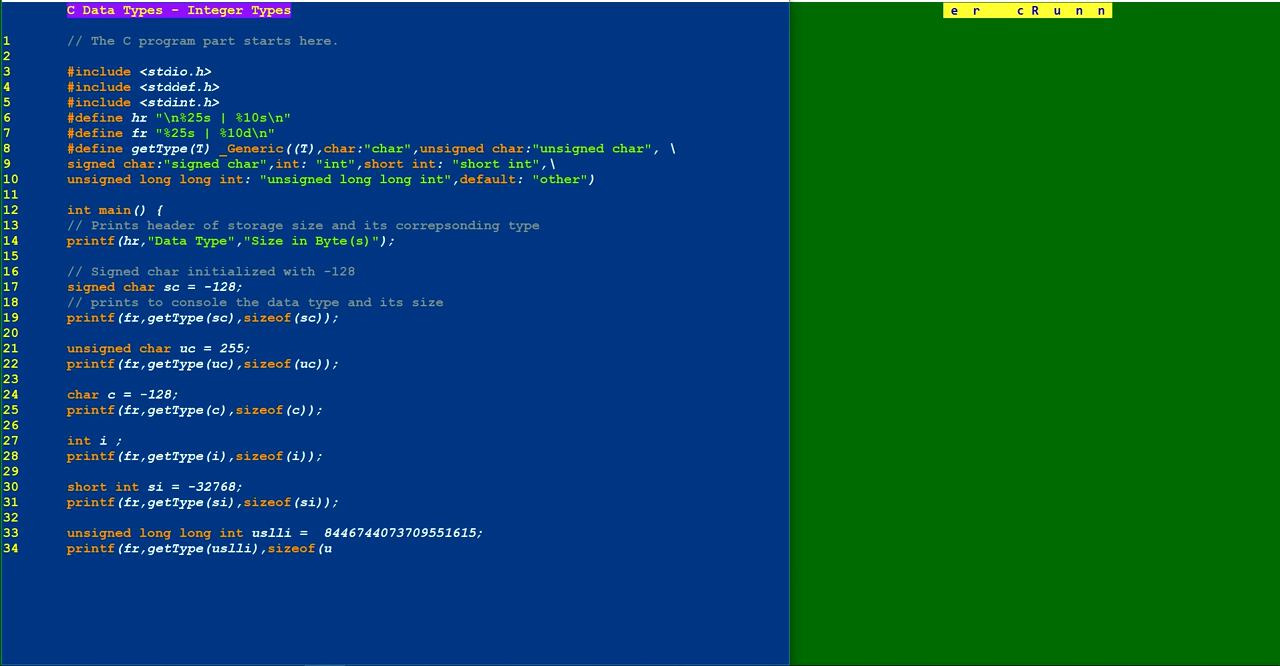 C Data Types - Integer Types
e r cR u n n
1 // The C program part starts here.
2
3 #include <stdio.h>
4 #include <stddef.h>
5 #include <stdint.h>
6 #define hr "\n%25s | %10s\n"
7 #define fr "%25s | %10d\n"
8 #define getType(T) _Generic((T),char:"char",unsigned char:"unsigned char", \
9 signed char:"signed char",int: "int",short int: "short int",\
10 unsigned long long int: "unsigned long long int",default: "other")
11
12 int main() {
13 // Prints header of storage size and its correpsonding type
14 printf(hr,"Data Type","Size in Byte(s)");
15
16 // Signed char initialized with -128
17 signed char sc = -128;
18 // prints to console the data type and its size
19 printf(fr,getType(sc),sizeof(sc));
20
21 unsigned char uc = 255;
22 printf(fr,getType(uc),sizeof(uc));
23
24 char c = -128;
25 printf(fr,getType(c),sizeof(c));
26
27 int i ;
28 printf(fr,getType(i),sizeof(i));
29
30 short int si = -32768;
31 printf(fr,getType(si),sizeof(si));
32
33 unsigned long long int uslli =  8446744073709551615;
34 printf(fr,getType(uslli),sizeof(u